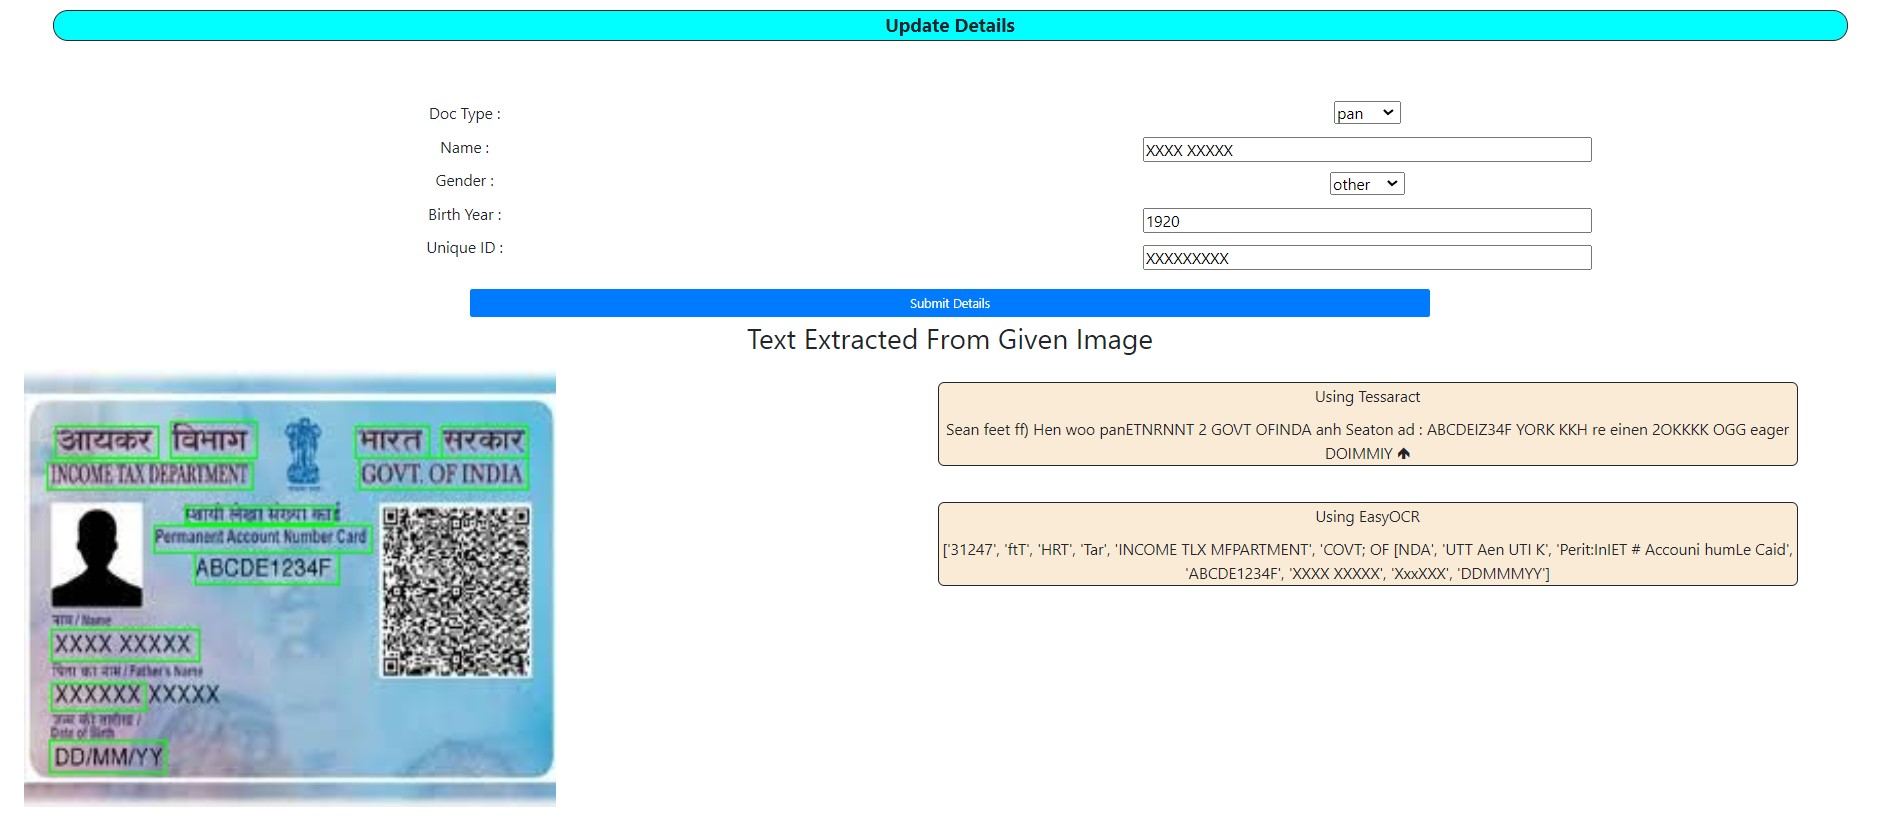 Update Details
Doc Type :
pan
Name :
XXXX XXXXX
Gender :
other
Birth Year :
1920
Unique ID :
XXXXXXXXX
Submit Details
Text Extracted From Given Image
आयकर विभाग
भारत सरकार
INCOME TAX DEPARTMENT
GOVT. OF INDIA
स्थायी लेखा संख्या कार्ड
Permanent Account Number Card
ABCDE1234F
नाम / Name
XXXX XXXXX
पिता का नाम / Father's Name
XXXXXX XXXXX
जन्म की तारीख /
Date of Birth
DD/MM/YY
Using Tessaract
Sean feet ff) Hen woo panETNRNNT 2 GOVT OFINDA anh Seaton ad : ABCDEIZ34F YORK KKH re einen 2OKKKK OGG eager
DOIMMIY
Using EasyOCR
['31247', 'ftT', 'HRT', 'Tar', 'INCOME TLX MFPARTMENT', 'COVT; OF [NDA', 'UTT Aen UTI K', 'Perit:InIET # Accouni humLe Caid',
'ABCDE1234F', 'XXXX XXXXX', 'XxxXXX', 'DDMMMYY']